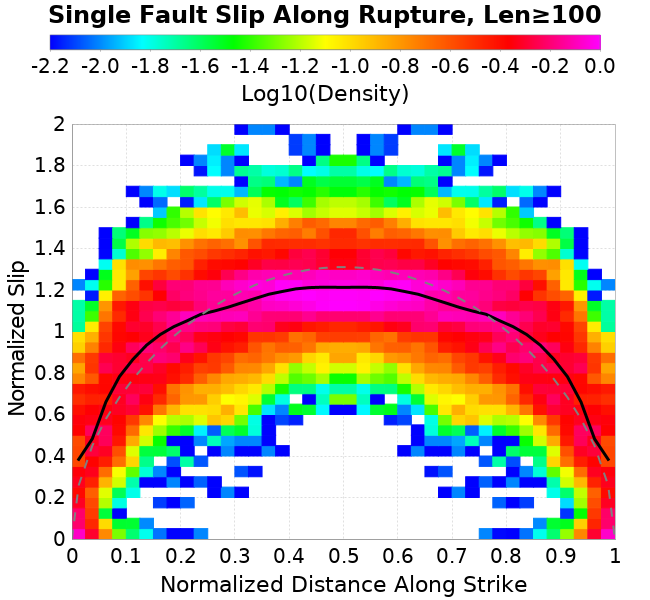 Single Fault Slip Along Rupture, Len≥100
-2.2 -2.0 -1.8 -1.6 -1.4 -1.2 -1.0 -0.8 -0.6 -0.4 -0.2 0.0
Log10(Density)
2
1.8
1.6
1.4
1.2
1
0.8
0.6
0.4
0.2
0
Normalized Slip
0 0.1 0.2 0.3 0.4 0.5 0.6 0.7 0.8 0.9 1
Normalized Distance Along Strike